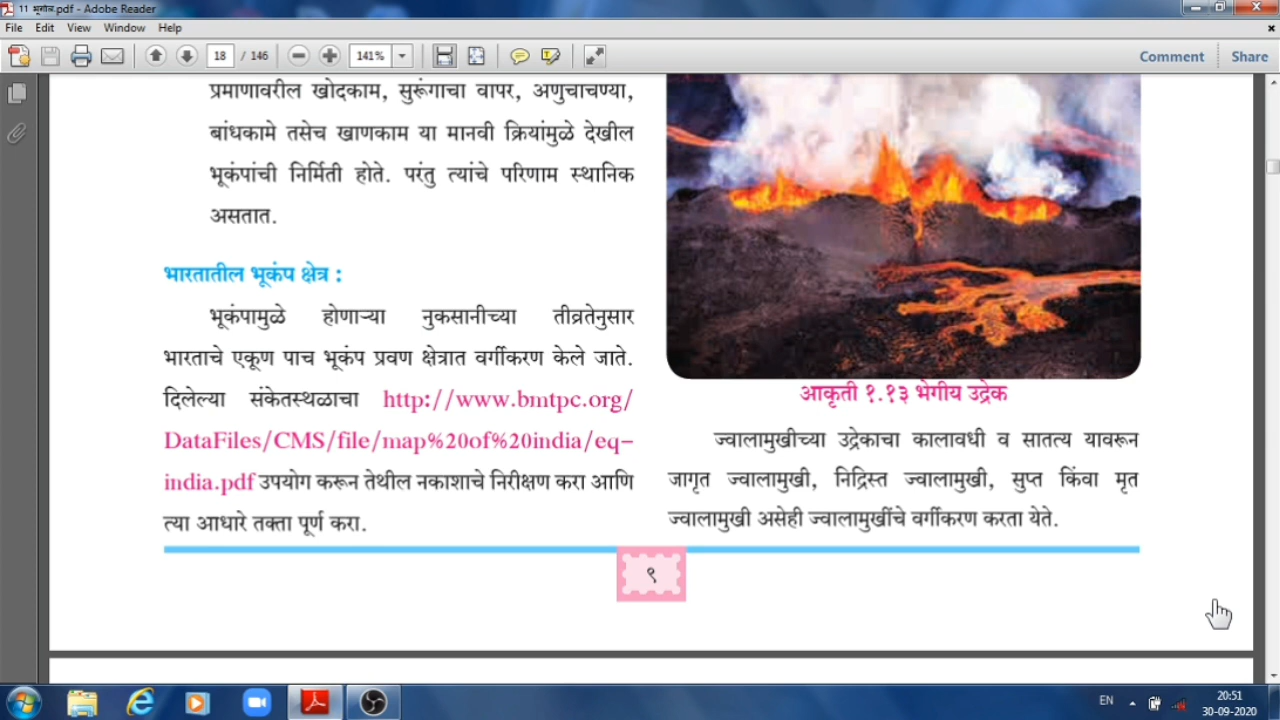 11 भूगोल.pdf - Adobe Reader
File Edit View Window Help
18 / 146 141% Comment Share
प्रमाणावरील खोदकाम, सुरूंगाचा वापर, अणुचाचण्या,
बांधकामे तसेच खाणकाम या मानवी क्रियांमुळे देखील
भूकंपांची निर्मिती होते. परंतु त्यांचे परिणाम स्थानिक
असतात.
भारतातील भूकंप क्षेत्र :
भूकंपामुळे होणाऱ्या नुकसानीच्या तीव्रतेनुसार
भारताचे एकूण पाच भूकंप प्रवण क्षेत्रात वर्गीकरण केले जाते.
दिलेल्या संकेतस्थळाचा http://www.bmtpc.org/
DataFiles/CMS/file/map%20of%20india/eq-
india.pdf उपयोग करून तेथील नकाशाचे निरीक्षण करा आणि
त्या आधारे तक्ता पूर्ण करा.
आकृती १.१३ भेगीय उद्रेक
ज्वालामुखीच्या उद्रेकाचा कालावधी व सातत्य यावरून
जागृत ज्वालामुखी, निद्रिस्त ज्वालामुखी, सुप्त किंवा मृत
ज्वालामुखी असेही ज्वालामुखींचे वर्गीकरण करता येते.
९
EN
20:51
30-09-2020